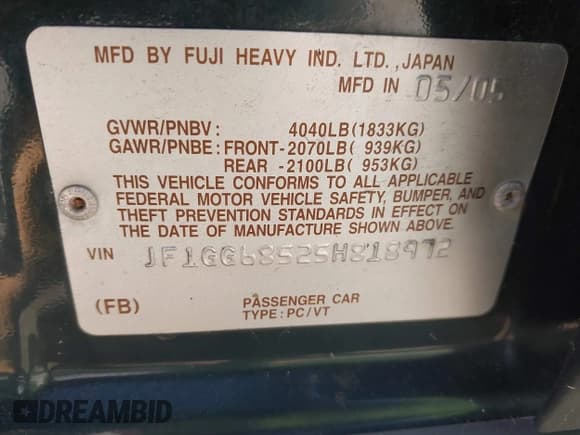 MFD BY FUJI HEAVY IND. LTD., JAPAN
MFD IN 05/05
GVWR/PNBV : 4040LB(1833KG)
GAWR/PNBE : FRONT-2070LB( 939KG)
REAR -2100LB( 953KG)
THIS VEHICLE CONFORMS TO ALL APPLICABLE
FEDERAL MOTOR VEHICLE SAFETY, BUMPER, AND
THEFT PREVENTION STANDARDS IN EFFECT ON
THE DATE OF MANUFACTURE SHOWN ABOVE.
VIN JF1GG68525H818972
(FB) PASSENGER CAR
TYPE : PC/VT
DREAMBID